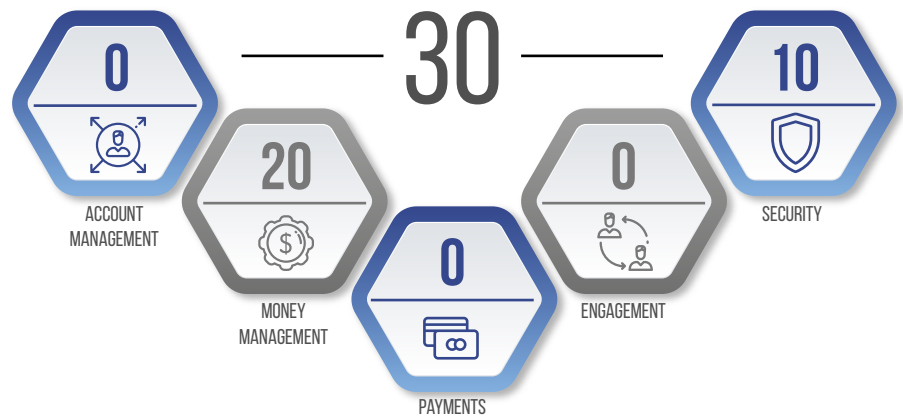 30
0
ACCOUNT
MANAGEMENT
20
$
MONEY
MANAGEMENT
0
PAYMENTS
0
ENGAGEMENT
10
SECURITY